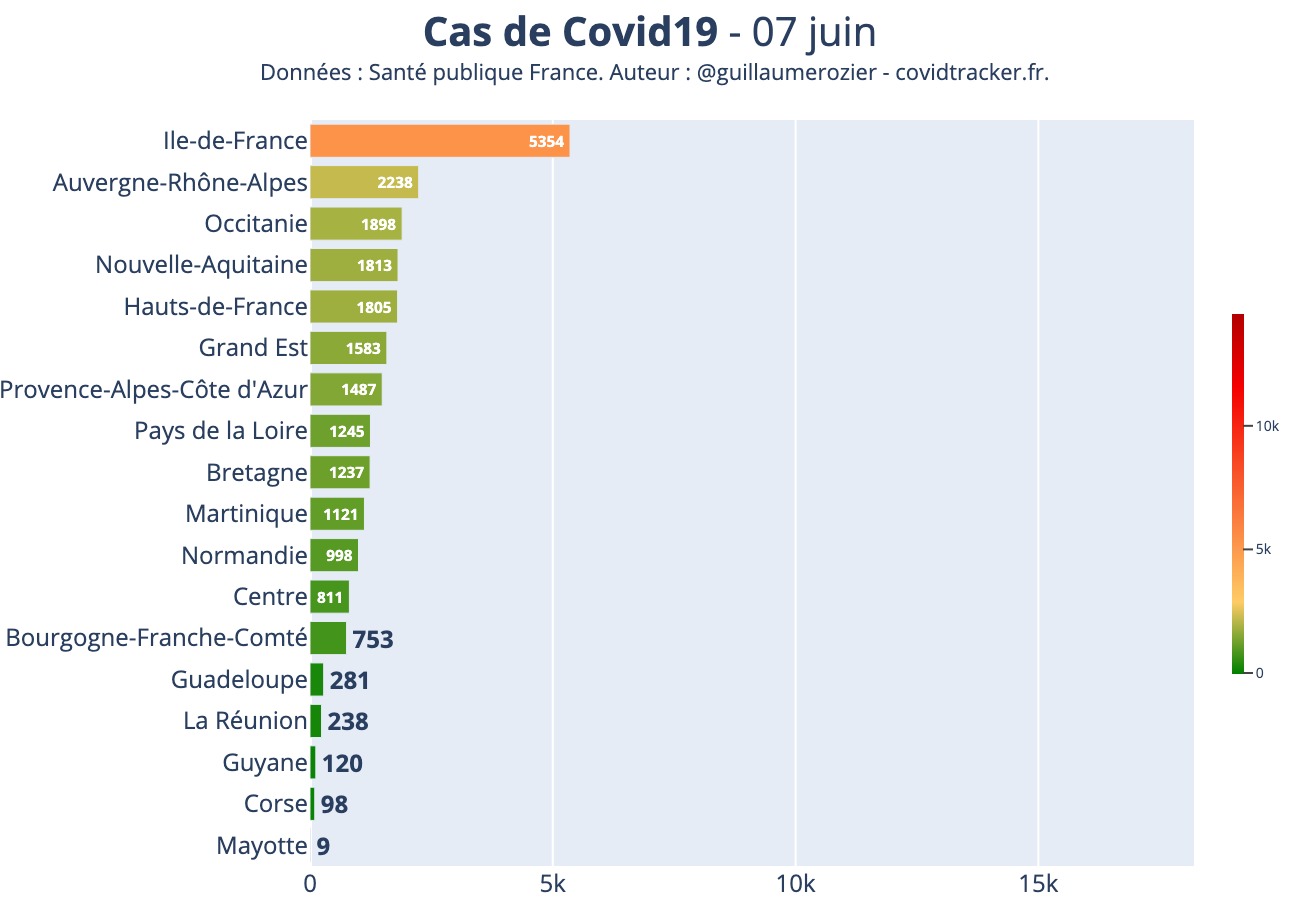 Cas de Covid19 - 07 juin
Données : Santé publique France. Auteur : @guillaumerozier - covidtracker.fr.
Ile-de-France 5354
Auvergne-Rhône-Alpes 2238
Occitanie 1898
Nouvelle-Aquitaine 1813
Hauts-de-France 1805
Grand Est 1583
Provence-Alpes-Côte d'Azur 1487
Pays de la Loire 1245
Bretagne 1237
Martinique 1121
Normandie 998
Centre 811
Bourgogne-Franche-Comté 753
Guadeloupe 281
La Réunion 238
Guyane 120
Corse 98
Mayotte 9
0 5k 10k 15k
10k
5k
0